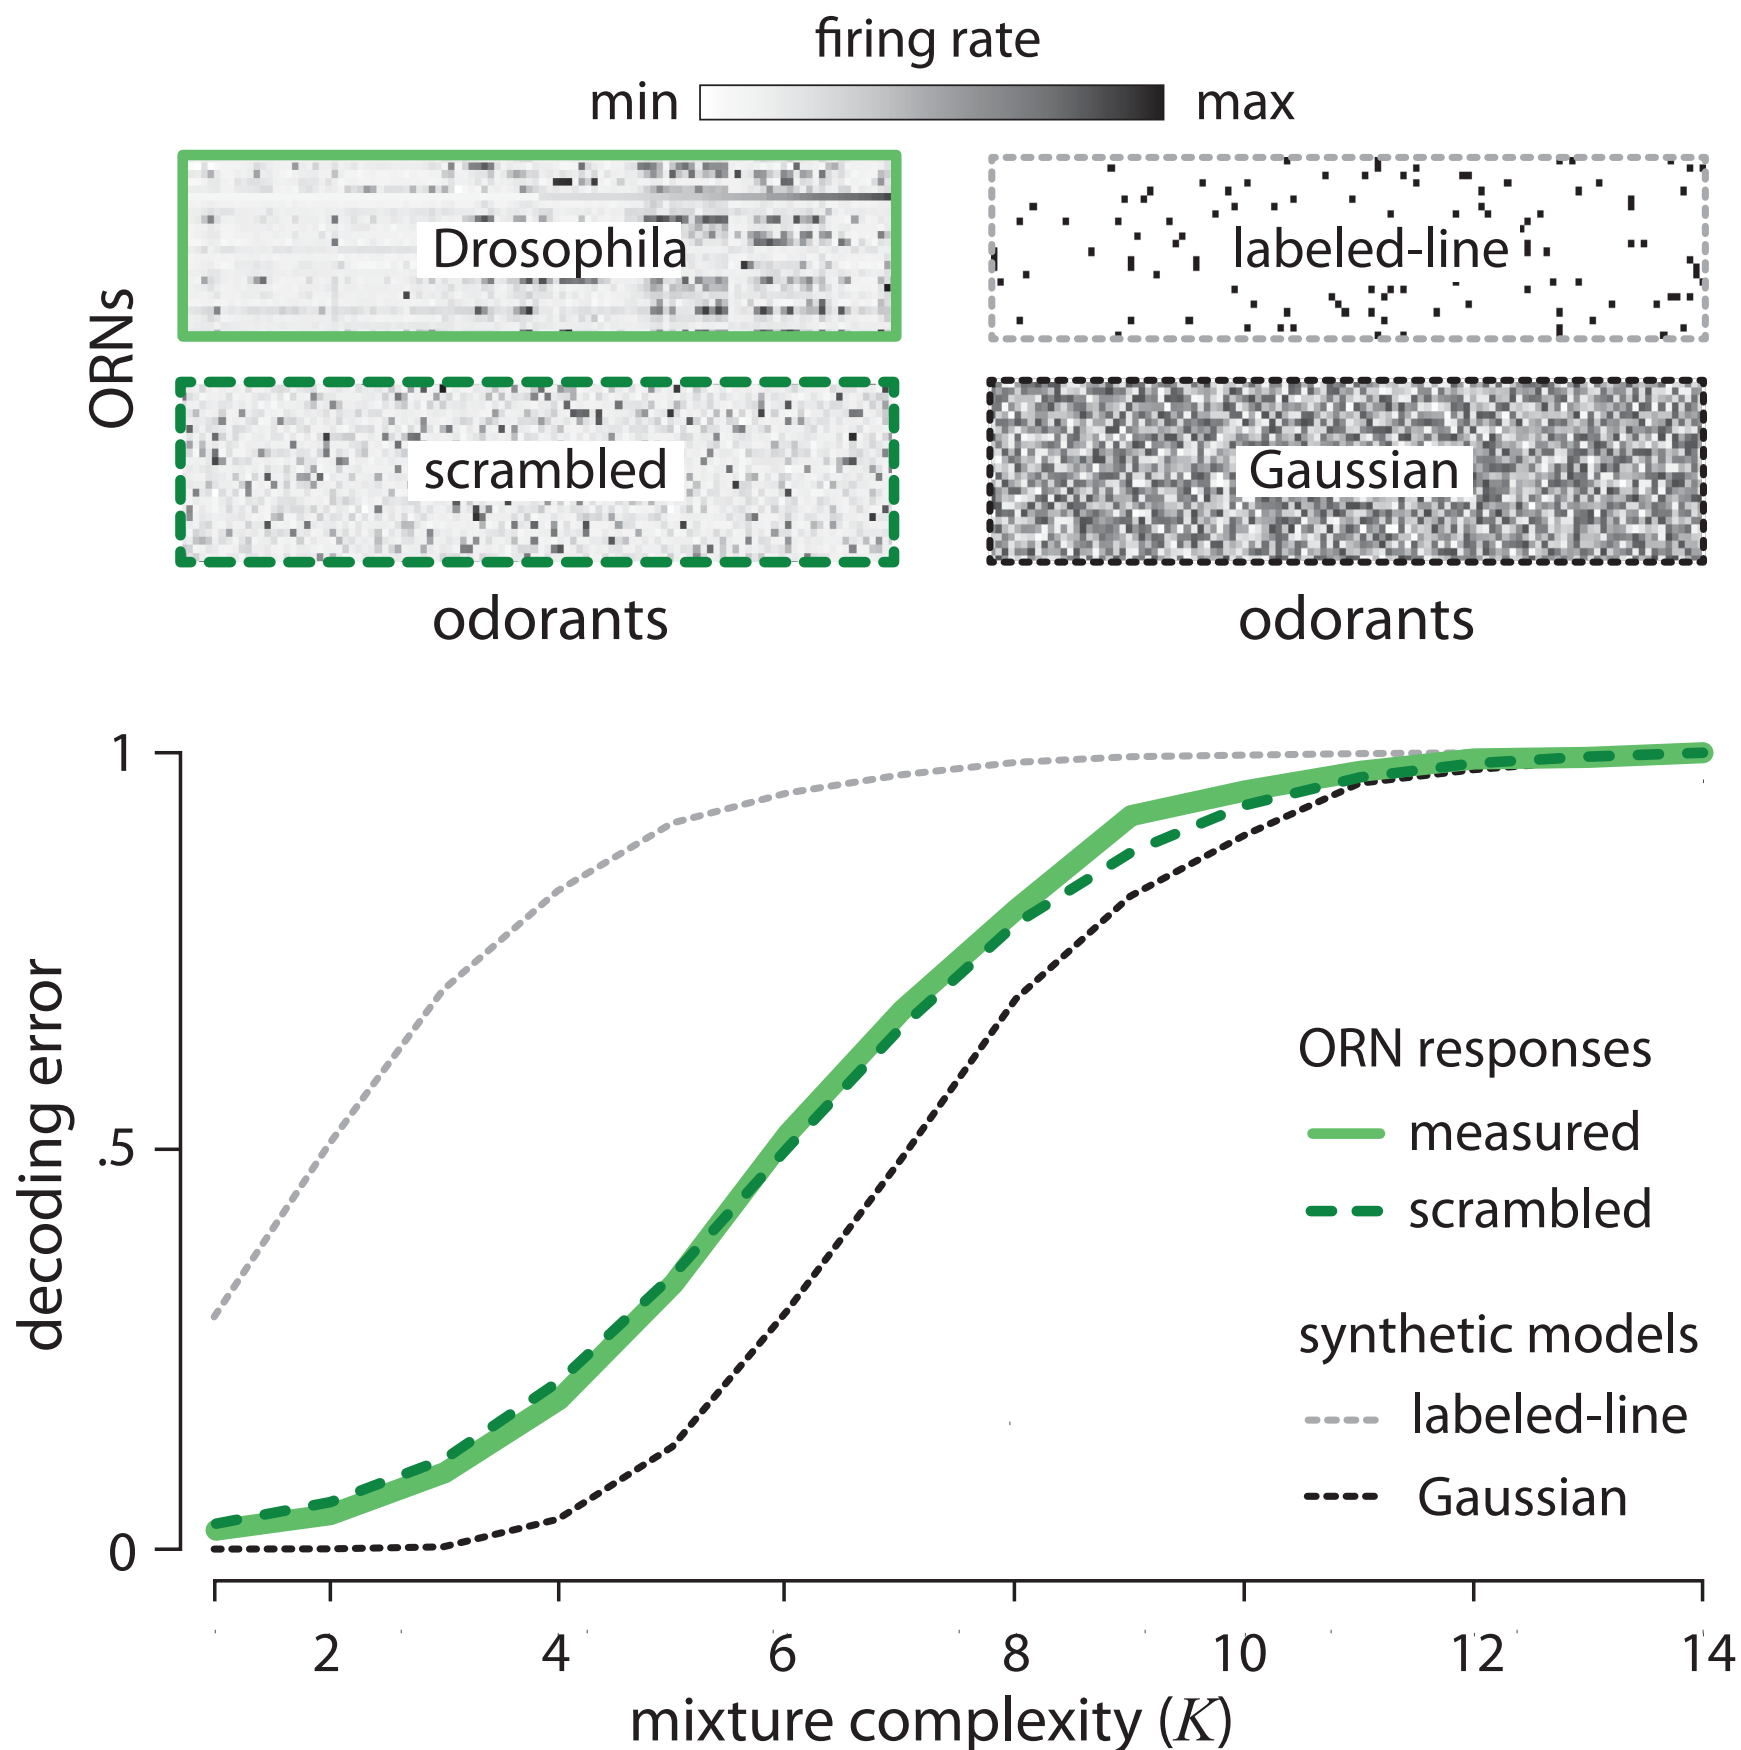 firing rate
min max
ORNs
Drosophila
labeled-line
scrambled
Gaussian
odorants
odorants
decoding error
1
.5
0
ORN responses
measured
scrambled
synthetic models
labeled-line
Gaussian
2 4 6 8 10 12 14
mixture complexity (K)